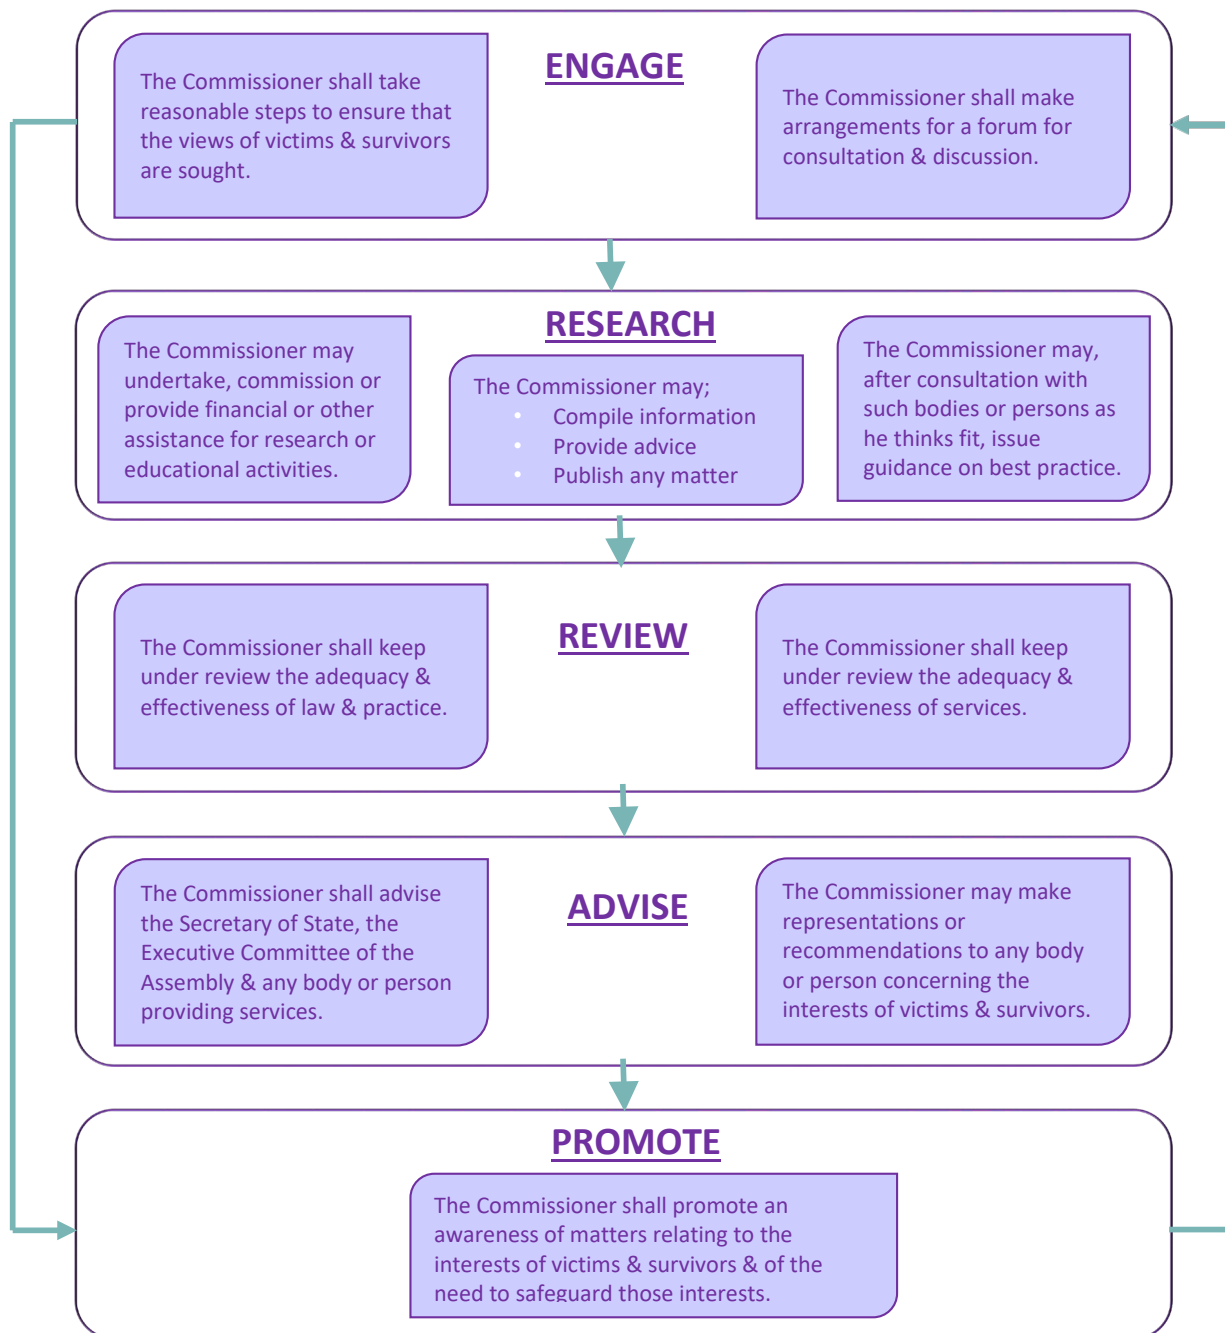 ENGAGE
The Commissioner shall take
reasonable steps to ensure that
the views of victims & survivors
are sought.
The Commissioner shall make
arrangements for a forum for
consultation & discussion.
RESEARCH
The Commissioner may
undertake, commission or
provide financial or other
assistance for research or
educational activities.
The Commissioner may;
• Compile information
• Provide advice
• Publish any matter
The Commissioner may,
after consultation with
such bodies or persons as
he thinks fit, issue
guidance on best practice.
REVIEW
The Commissioner shall keep
under review the adequacy &
effectiveness of law & practice.
The Commissioner shall keep
under review the adequacy &
effectiveness of services.
ADVISE
The Commissioner shall advise
the Secretary of State, the
Executive Committee of the
Assembly & any body or person
providing services.
The Commissioner may make
representations or
recommendations to any body
or person concerning the
interests of victims & survivors.
PROMOTE
The Commissioner shall promote an
awareness of matters relating to the
interests of victims & survivors & of the
need to safeguard those interests.